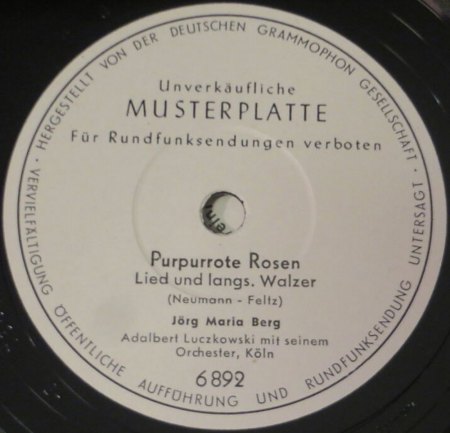 HERGESTELLT VON DER DEUTSCHEN GRAMMOPHON GESELLSCHAFT · VERVIELFÄLTIGUNG ÖFFENTLICHE AUFFÜHRUNG UND RUNDFUNKSENDUNG UNTERSAGT ·
Unverkäufliche
MUSTERPLATTE
Für Rundfunksendungen verboten
Purpurrote Rosen
Lied und langs. Walzer
(Neumann - Feltz)
Jörg Maria Berg
Adalbert Luczkowski mit seinem
Orchester, Köln
6892